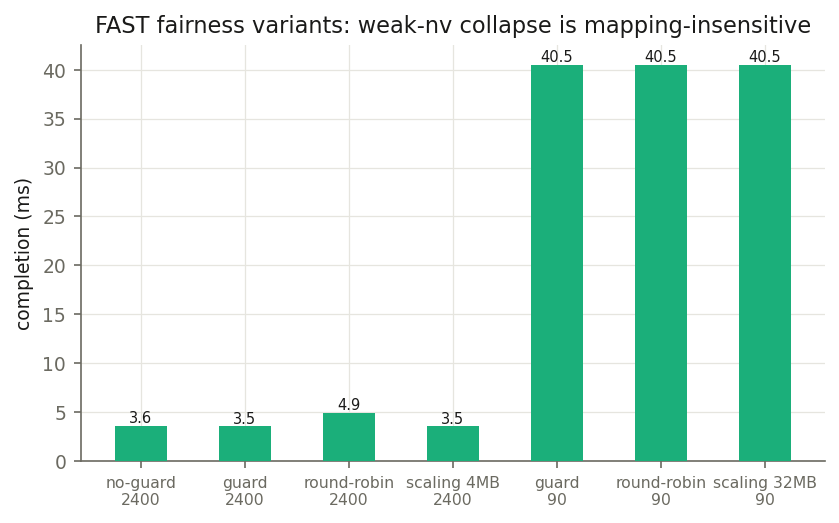 FAST fairness variants: weak-nv collapse is mapping-insensitive
completion (ms)
40
35
30
25
20
15
10
5
0
3.6
3.5
4.9
3.5
40.5
40.5
40.5
no-guard
2400
guard
2400
round-robin
2400
scaling 4MB
2400
guard
90
round-robin
90
scaling 32MB
90